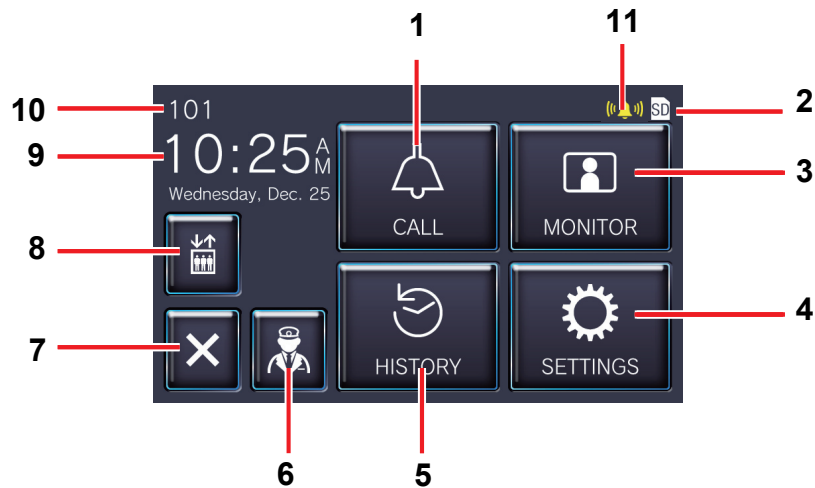 1
11
10
101
SD
2
9
10:25 AM
Wednesday, Dec. 25
3
CALL
MONITOR
8
4
7
HISTORY
SETTINGS
6
5